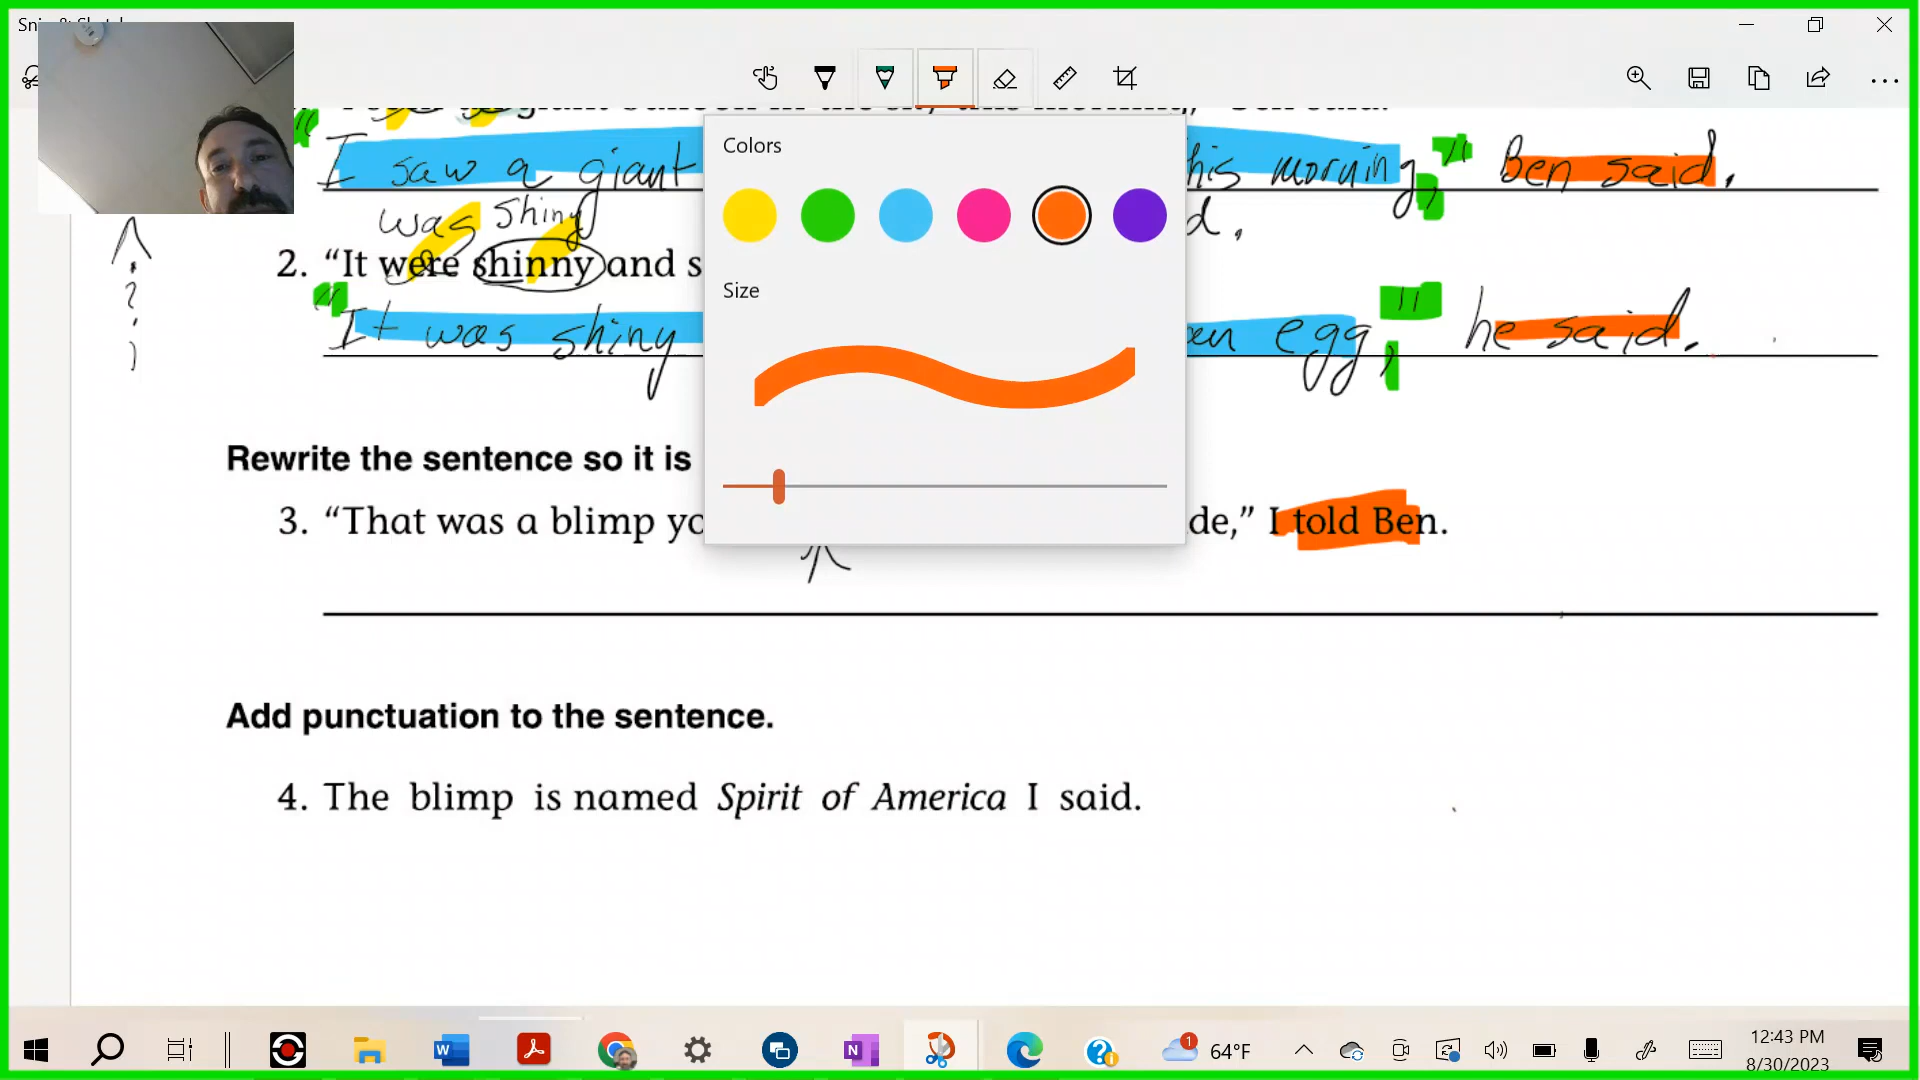 Colors
I saw a giant his morning," Ben said.
was shiny d.
2. “It were shinny and s
"It was shiny an egg," he said.
Size
Rewrite the sentence so it is
3. “That was a blimp yo de,” I told Ben.
Add punctuation to the sentence.
4. The blimp is named Spirit of America I said.
64°F
1
12:43 PM
8/30/2023